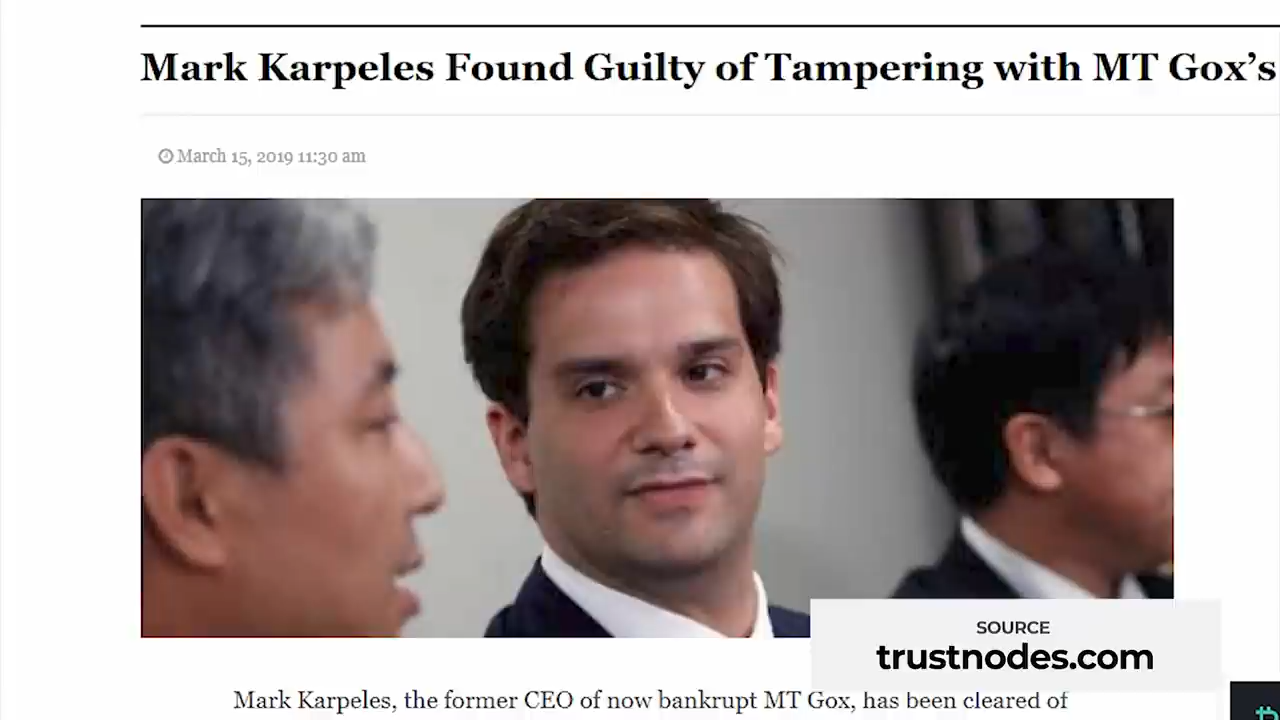 Mark Karpeles Found Guilty of Tampering with MT Gox’s
March 15, 2019 11:30 am
SOURCE
trustnodes.com
Mark Karpeles, the former CEO of now bankrupt MT Gox, has been cleared of